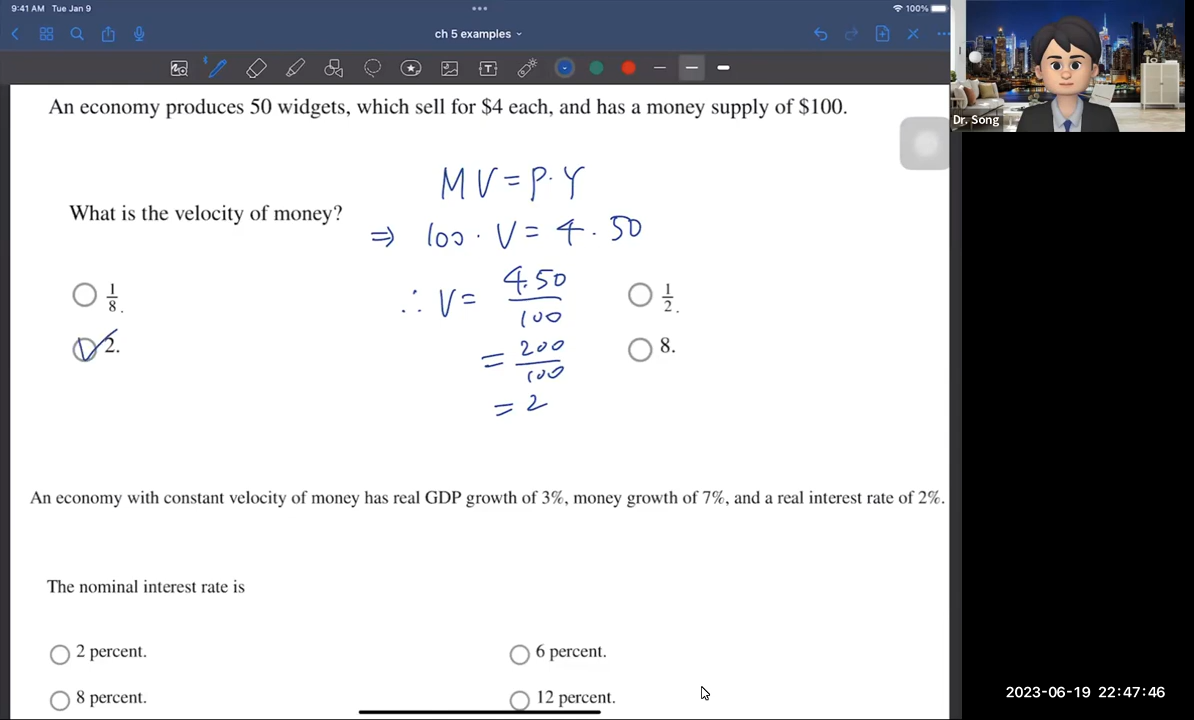 9:41 AM Tue Jan 9
100%
ch 5 examples
Dr. Song
An economy produces 50 widgets, which sell for $4 each, and has a money supply of $100.
M V = P · Y
What is the velocity of money?
⇒ 100 · V = 4 · 50
∴ V = 4·50 / 100
1/8.
1/2.
2.
8.
= 200 / 100
= 2
An economy with constant velocity of money has real GDP growth of 3%, money growth of 7%, and a real interest rate of 2%.
The nominal interest rate is
2 percent.
6 percent.
8 percent.
12 percent.
2023-06-19 22:47:46